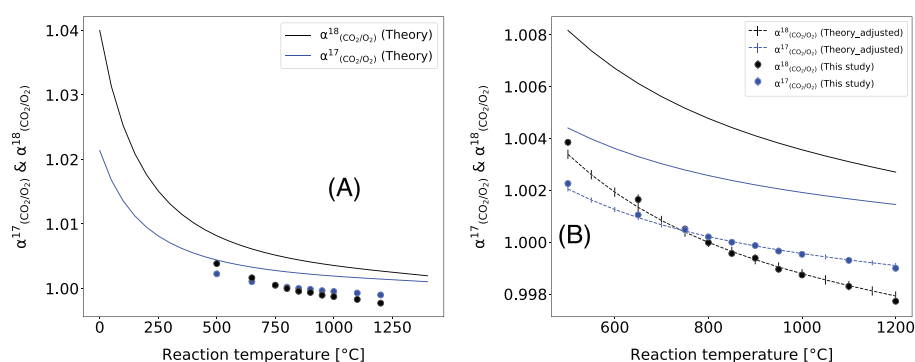 1.04
1.03
1.02
1.01
1.00
α¹⁷(CO₂/O₂) & α¹⁸(CO₂/O₂)
α¹⁸(CO₂/O₂) (Theory)
α¹⁷(CO₂/O₂) (Theory)
(A)
0 250 500 750 1000 1250
Reaction temperature [°C]
1.008
1.006
1.004
1.002
1.000
0.998
α¹⁷(CO₂/O₂) & α¹⁸(CO₂/O₂)
α¹⁸(CO₂/O₂) (Theory_adjusted)
α¹⁷(CO₂/O₂) (Theory_adjusted)
α¹⁸(CO₂/O₂) (This study)
α¹⁷(CO₂/O₂) (This study)
(B)
600 800 1000 1200
Reaction temperature [°C]